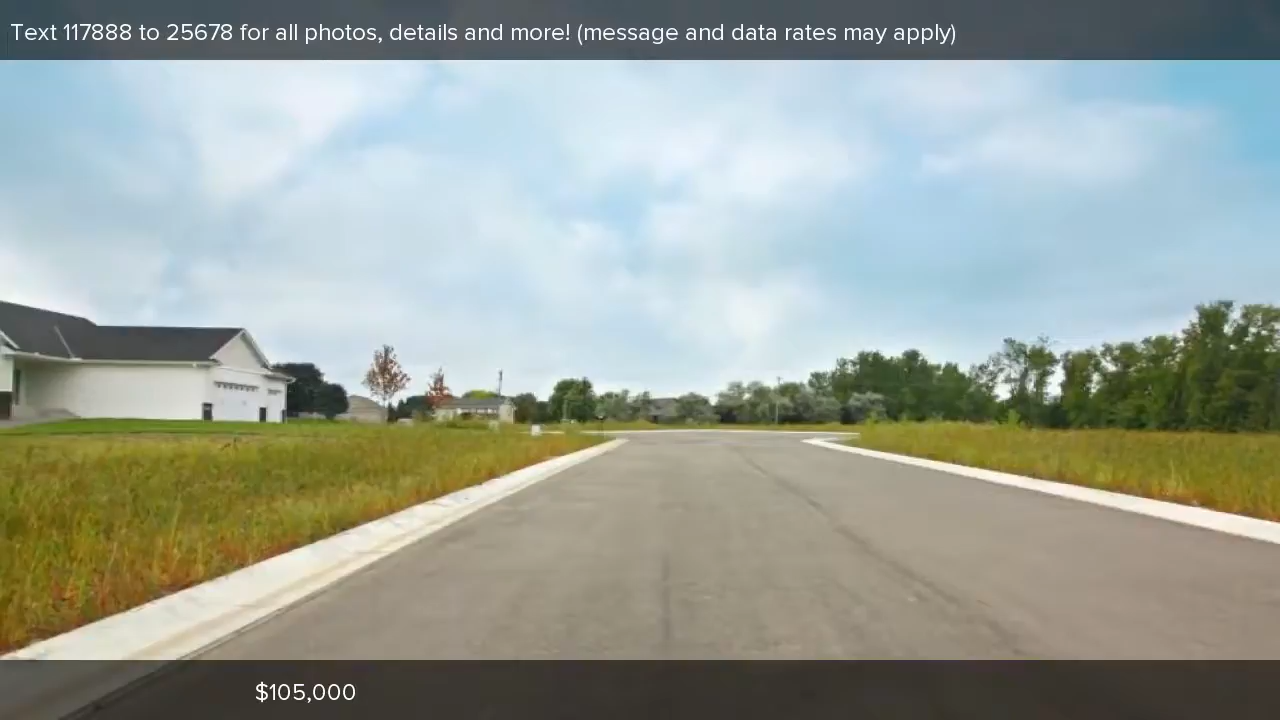 Text 117888 to 25678 for all photos, details and more! (message and data rates may apply)
$105,000